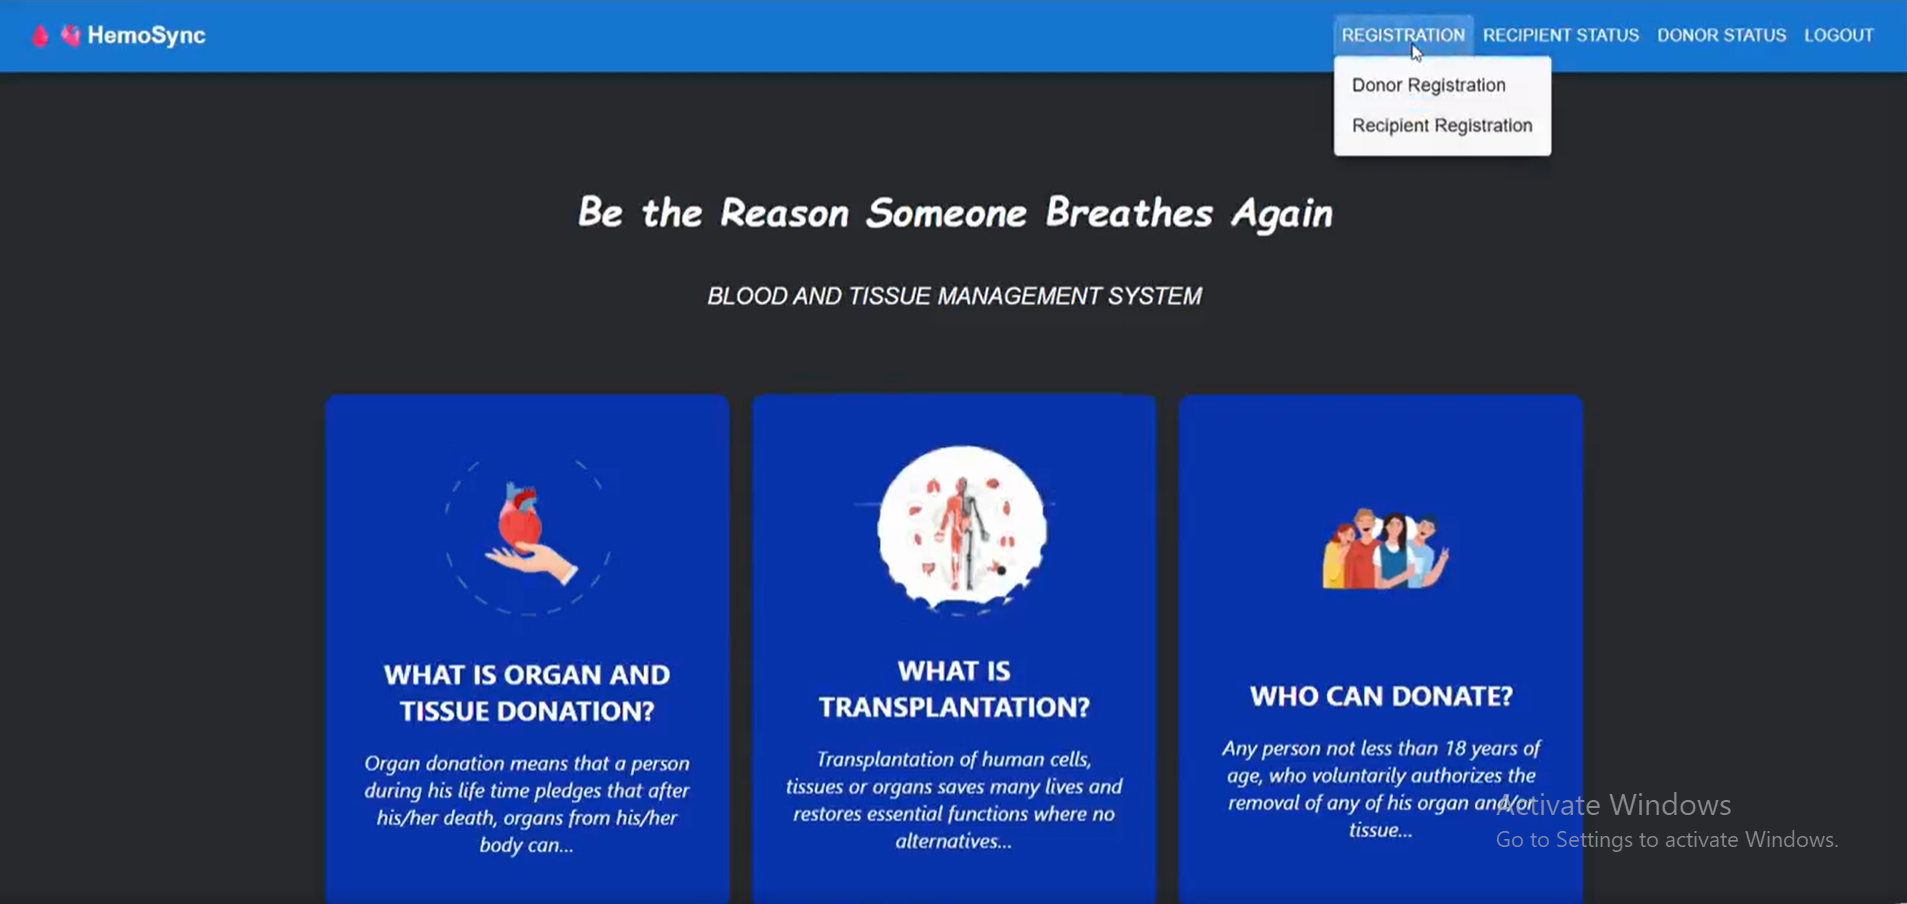 HemoSync
REGISTRATION RECIPIENT STATUS DONOR STATUS LOGOUT
Donor Registration
Recipient Registration
Be the Reason Someone Breathes Again
BLOOD AND TISSUE MANAGEMENT SYSTEM
WHAT IS ORGAN AND
TISSUE DONATION?
Organ donation means that a person
during his life time pledges that after
his/her death, organs from his/her
body can...
WHAT IS
TRANSPLANTATION?
Transplantation of human cells,
tissues or organs saves many lives and
restores essential functions where no
alternatives...
WHO CAN DONATE?
Any person not less than 18 years of
age, who voluntarily authorizes the
removal of any of his organ and/or
tissue...
Activate Windows
Go to Settings to activate Windows.